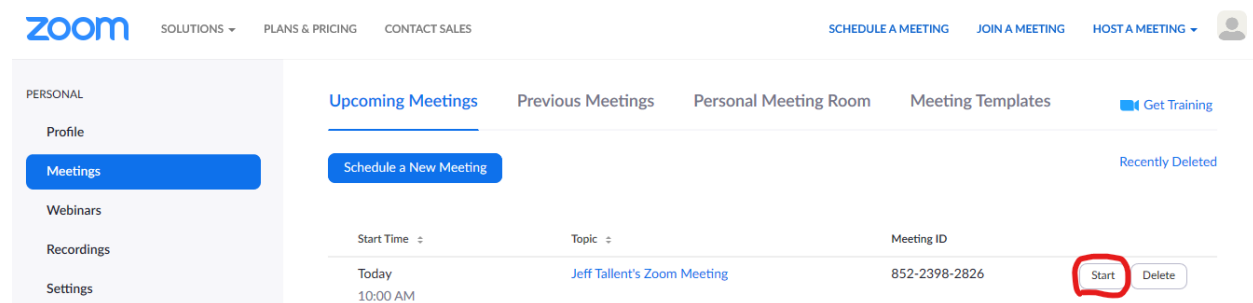 zoom SOLUTIONS PLANS & PRICING CONTACT SALES SCHEDULE A MEETING JOIN A MEETING HOST A MEETING
PERSONAL
Profile
Meetings
Webinars
Recordings
Settings
Upcoming Meetings Previous Meetings Personal Meeting Room Meeting Templates Get Training
Schedule a New Meeting Recently Deleted
Start Time Topic Meeting ID
Today Jeff Tallent's Zoom Meeting 852-2398-2826 Start Delete
10:00 AM